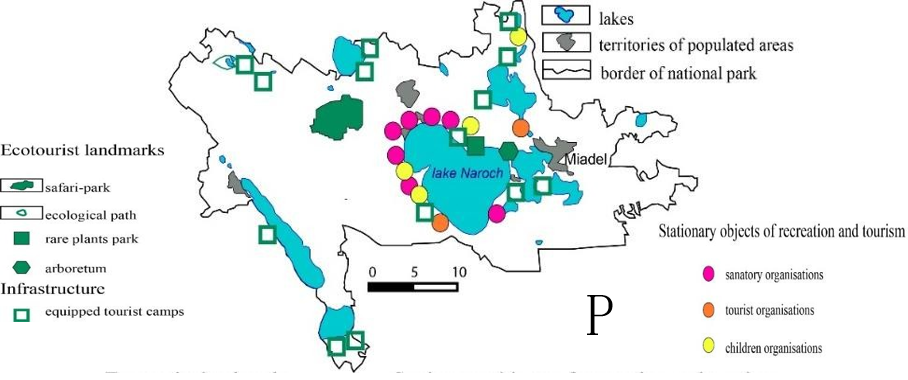 lakes
territories of populated areas
border of national park
Ecotourist landmarks
safari-park
ecological path
rare plants park
arboretum
Infrastructure
equipped tourist camps
Miadel
lake Naroch
0 5 10
P
Stationary objects of recreation and tourism
sanatory organisations
tourist organisations
children organisations